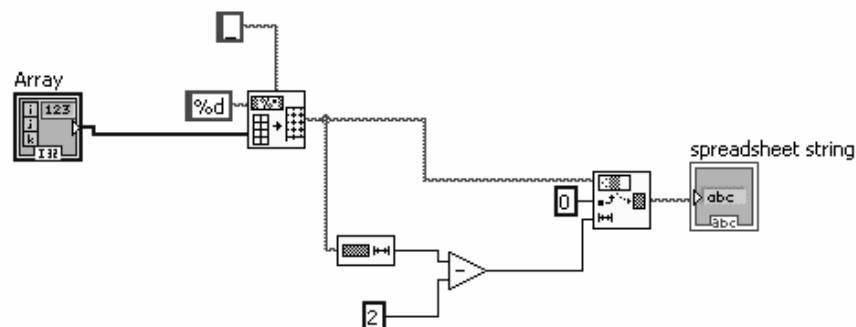 _
Array
%d
i
j
k
123
I32
spreadsheet string
0
abc
abc
2